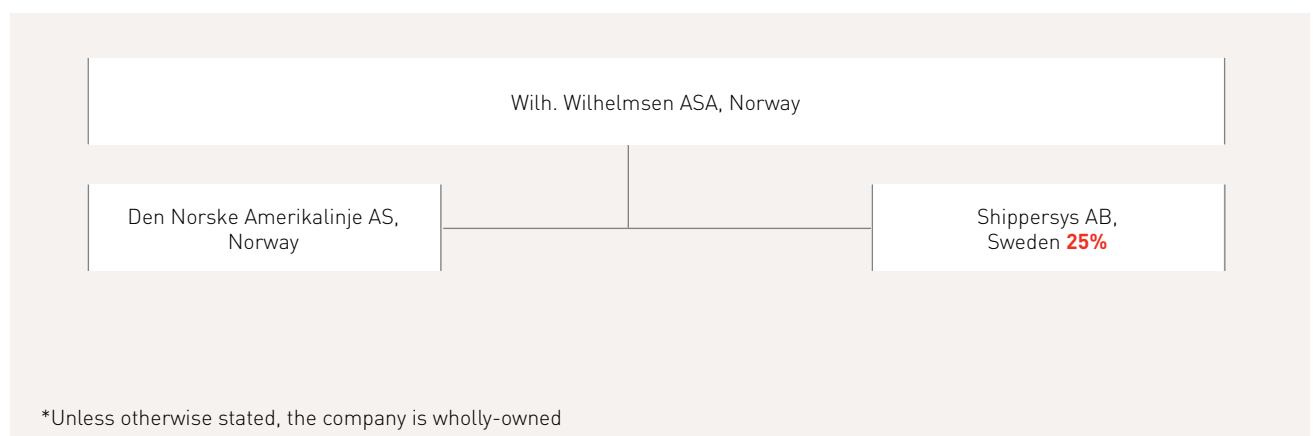 Wilh. Wilhelmsen ASA, Norway
Den Norske Amerikalinje AS,
Norway
Shippersys AB,
Sweden 25%
*Unless otherwise stated, the company is wholly-owned